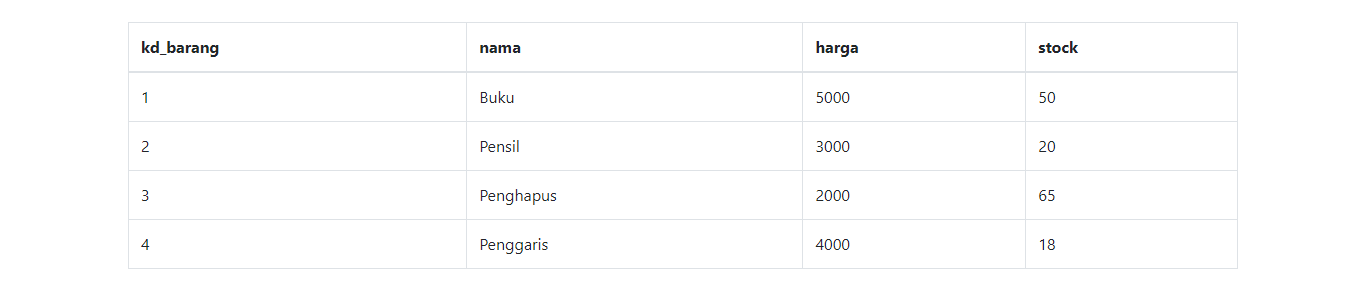 kd_barang nama harga stock
1 Buku 5000 50
2 Pensil 3000 20
3 Penghapus 2000 65
4 Penggaris 4000 18